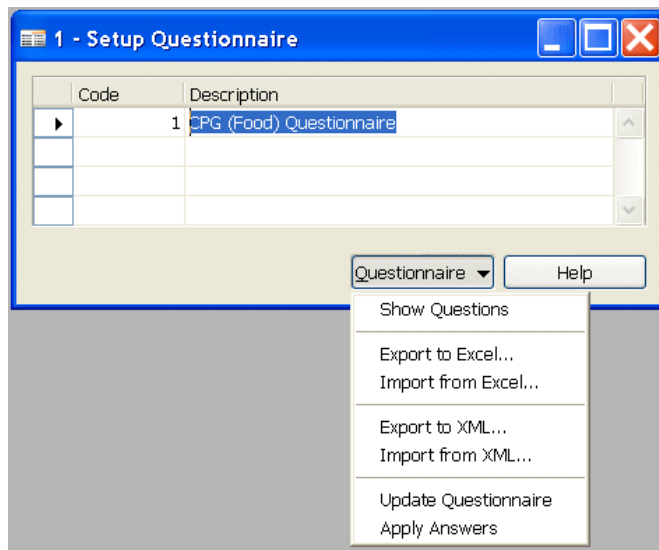 1 - Setup Questionnaire
Code Description
1 CPG (Food) Questionnaire
Questionnaire Help
Show Questions
Export to Excel...
Import from Excel...
Export to XML...
Import from XML...
Update Questionnaire
Apply Answers